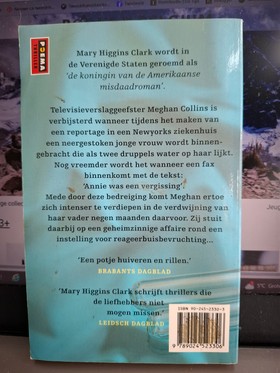 POEMA
POCKET
Mary Higgins Clark wordt in
de Verenigde Staten geroemd als
'de koningin van de Amerikaanse
misdaadroman'.
Televisieverslaggeefster Meghan Collins is
verbijsterd wanneer tijdens het maken van
een reportage in een Newyorks ziekenhuis
een neergestoken jonge vrouw wordt binnen-
gebracht die als twee druppels water op haar lijkt.
Nog vreemder wordt het wanneer een fax
binnenkomt met de tekst:
'Annie was een vergissing'.
Mede door deze bedreiging komt Meghan ertoe
zich intenser te verdiepen in de verdwijning van
haar vader negen maanden daarvoor. Zij stuit
daarbij op een geheimzinnige affaire rond een
instelling voor reageerbuisbevruchting...
'Een potje huiveren en rillen.'
BRABANTS DAGBLAD
'Mary Higgins Clark schrijft thrillers die
de liefhebbers niet
mogen missen.'
LEIDSCH DAGBLAD
9 789024 523306